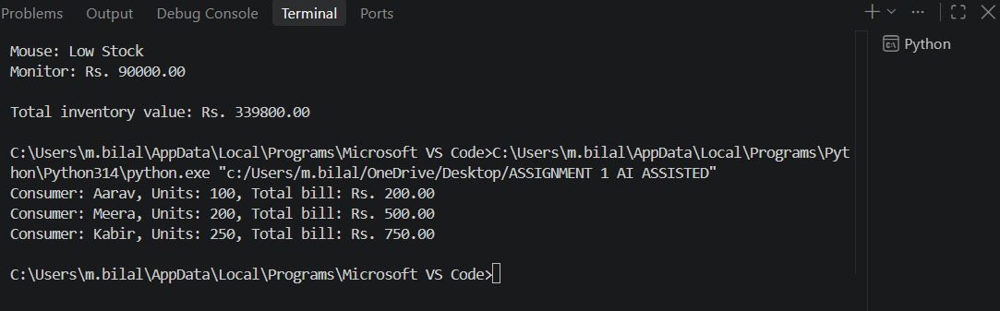 Problems Output Debug Console Terminal Ports
Python
Mouse: Low Stock
Monitor: Rs. 90000.00
Total inventory value: Rs. 339800.00
C:\Users\m.bilal\AppData\Local\Programs\Microsoft VS Code>C:\Users\m.bilal\AppData\Local\Programs\Pyt
hon\Python314\python.exe "c:/Users/m.bilal/OneDrive/Desktop/ASSIGNMENT 1 AI ASSISTED"
Consumer: Aarav, Units: 100, Total bill: Rs. 200.00
Consumer: Meera, Units: 200, Total bill: Rs. 500.00
Consumer: Kabir, Units: 250, Total bill: Rs. 750.00
C:\Users\m.bilal\AppData\Local\Programs\Microsoft VS Code>